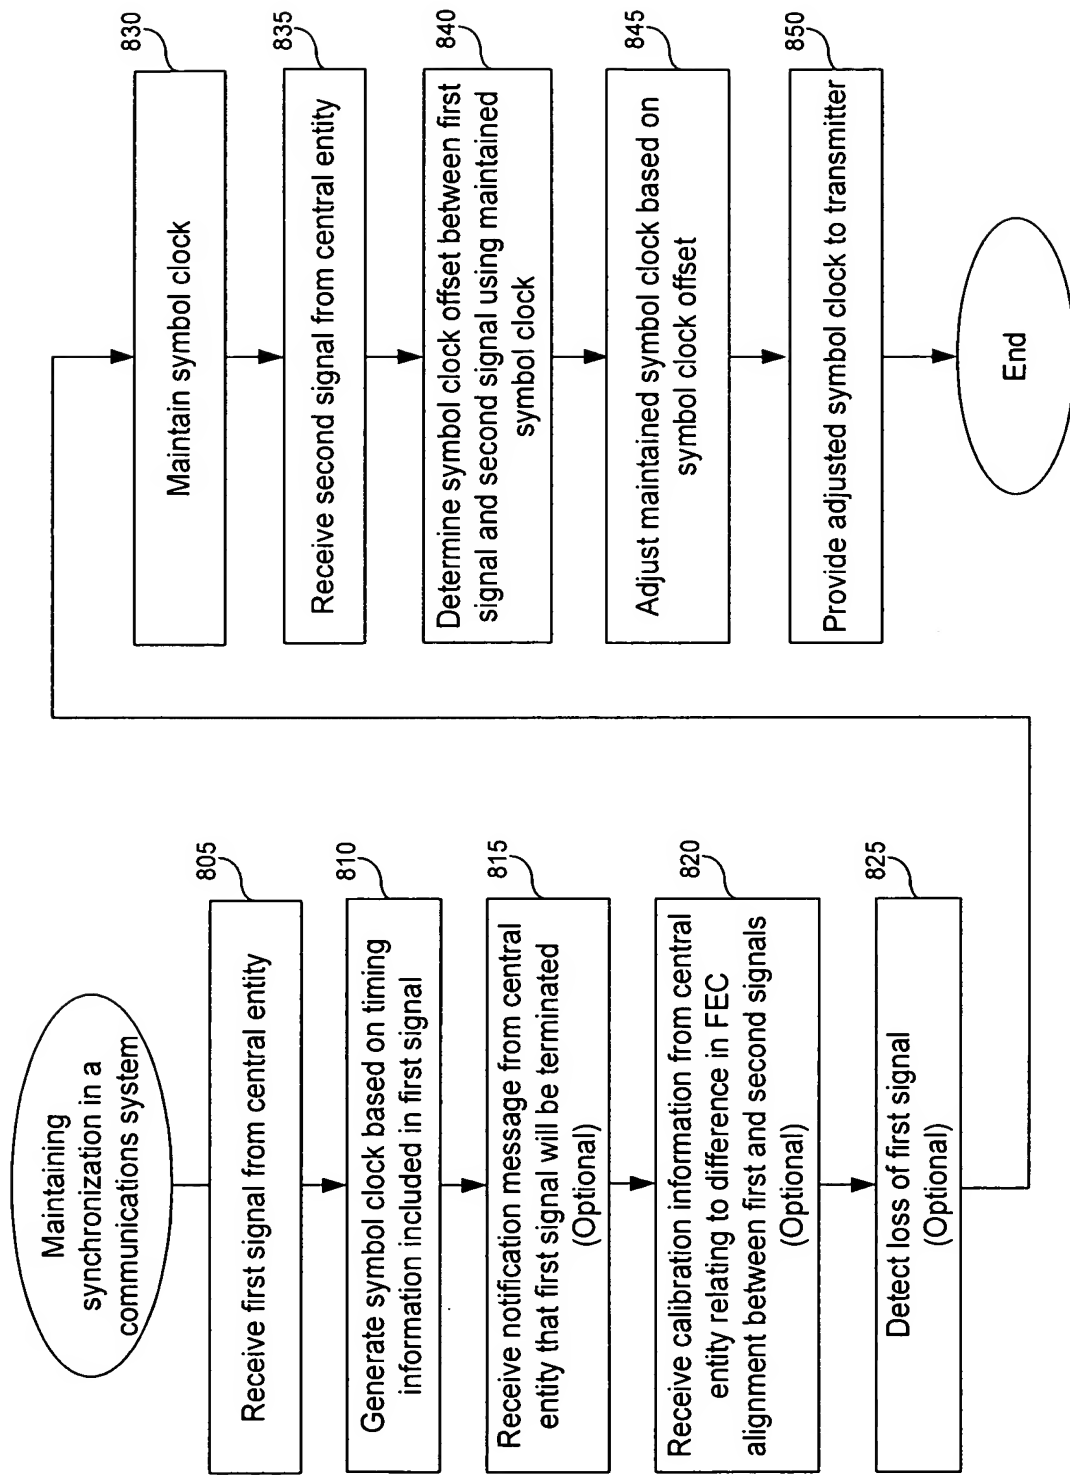 Maintaining
synchronization in a
communications system
805
Receive first signal from central entity
810
Generate symbol clock based on timing
information included in first signal
815
Receive notification message from central
entity that first signal will be terminated
(Optional)
820
Receive calibration information from central
entity relating to difference in FEC
alignment between first and second signals
(Optional)
825
Detect loss of first signal
(Optional)
830
Maintain symbol clock
835
Receive second signal from central entity
840
Determine symbol clock offset between first
signal and second signal using maintained
symbol clock
845
Adjust maintained symbol clock based on
symbol clock offset
850
Provide adjusted symbol clock to transmitter
End